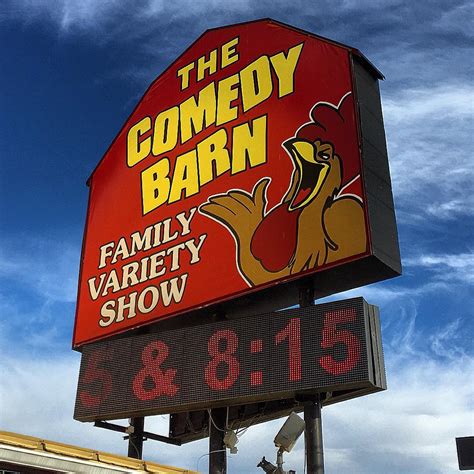 THE
COMEDY
BARN
FAMILY
VARIETY
SHOW
5 & 8:15